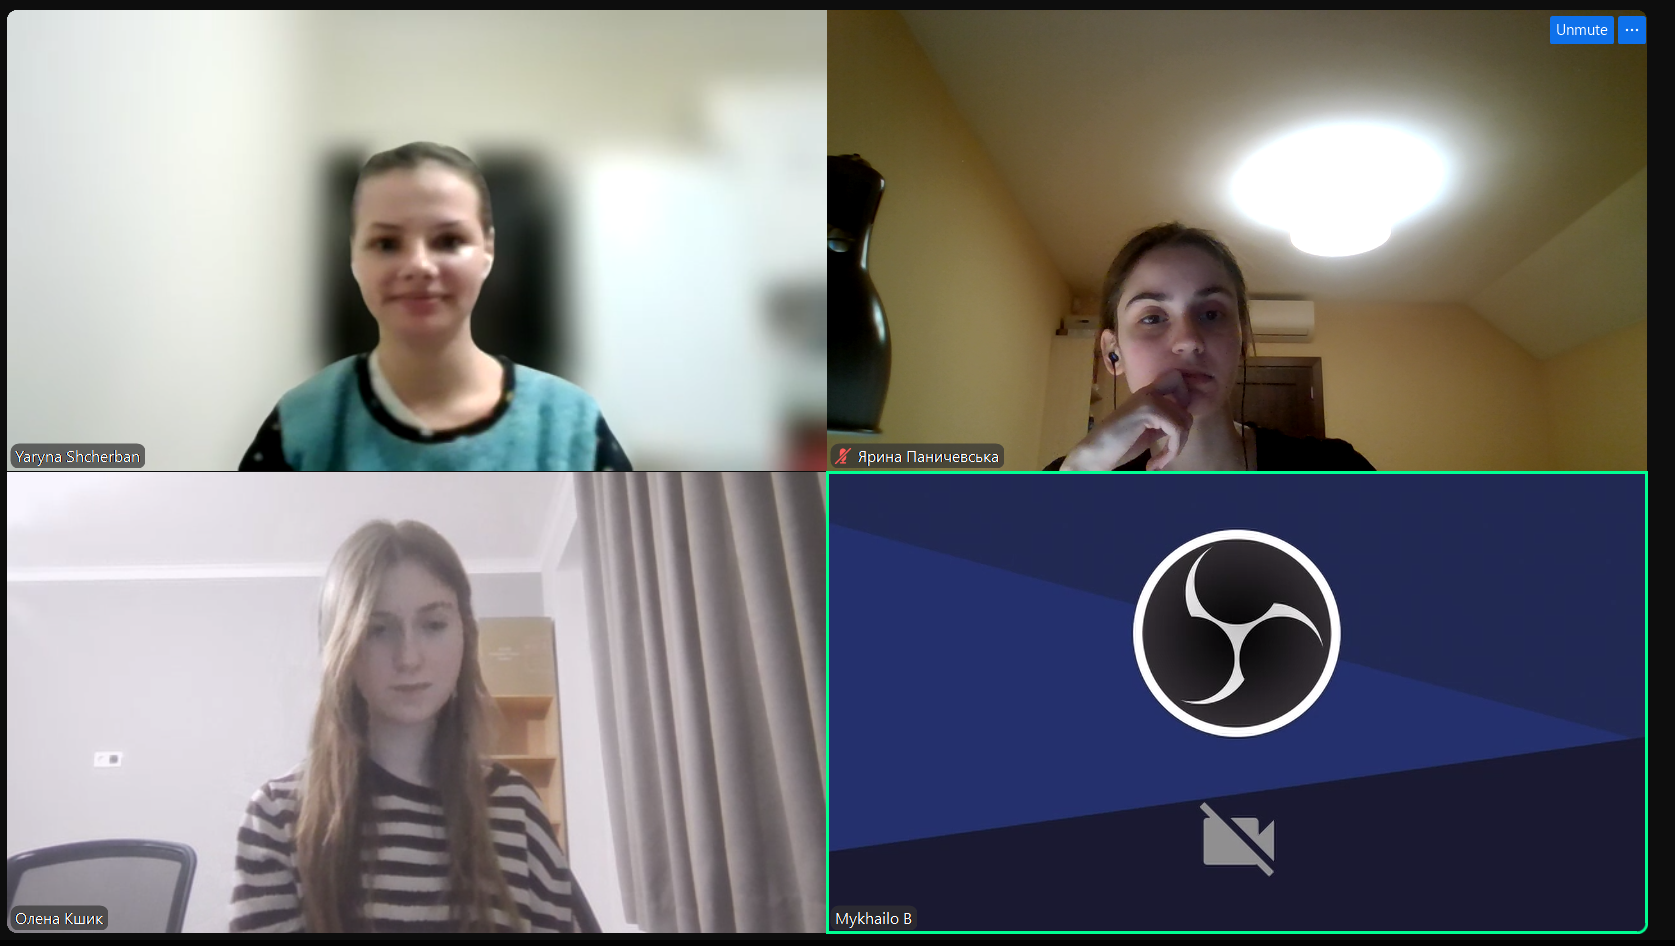 Unmute
Yaryna Shcherban
Ярина Паничевська
Олена Кшик
Mykhailo B